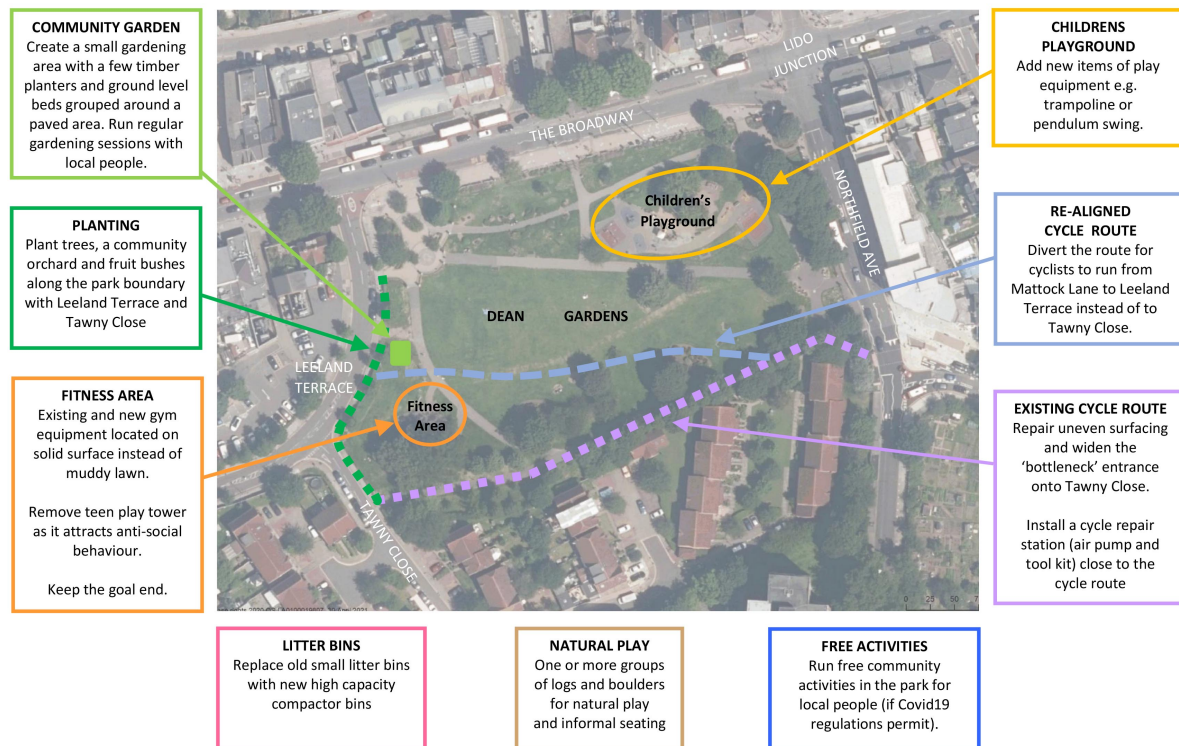 COMMUNITY GARDEN
Create a small gardening
area with a few timber
planters and ground level
beds grouped around a
paved area. Run regular
gardening sessions with
local people.
PLANTING
Plant trees, a community
orchard and fruit bushes
along the park boundary
with Leeland Terrace and
Tawny Close
FITNESS AREA
Existing and new gym
equipment located on
solid surface instead of
muddy lawn.
Remove teen play tower
as it attracts anti-social
behaviour.
Keep the goal end.
LIDO
JUNCTION
THE BROADWAY
NORTHFIELD AVE
Children’s
Playground
DEAN GARDENS
LEELAND
TERRACE
Fitness
Area
TAWNY CLOSE
0 25 50
CHILDRENS
PLAYGROUND
Add new items of play
equipment e.g.
trampoline or
pendulum swing.
RE-ALIGNED
CYCLE ROUTE
Divert the route for
cyclists to run from
Mattock Lane to Leeland
Terrace instead of to
Tawny Close.
EXISTING CYCLE ROUTE
Repair uneven surfacing
and widen the
‘bottleneck’ entrance
onto Tawny Close.
Install a cycle repair
station (air pump and
tool kit) close to the
cycle route
LITTER BINS
Replace old small litter bins
with new high capacity
compactor bins
NATURAL PLAY
One or more groups
of logs and boulders
for natural play
and informal seating
FREE ACTIVITIES
Run free community
activities in the park for
local people (if Covid19
regulations permit).